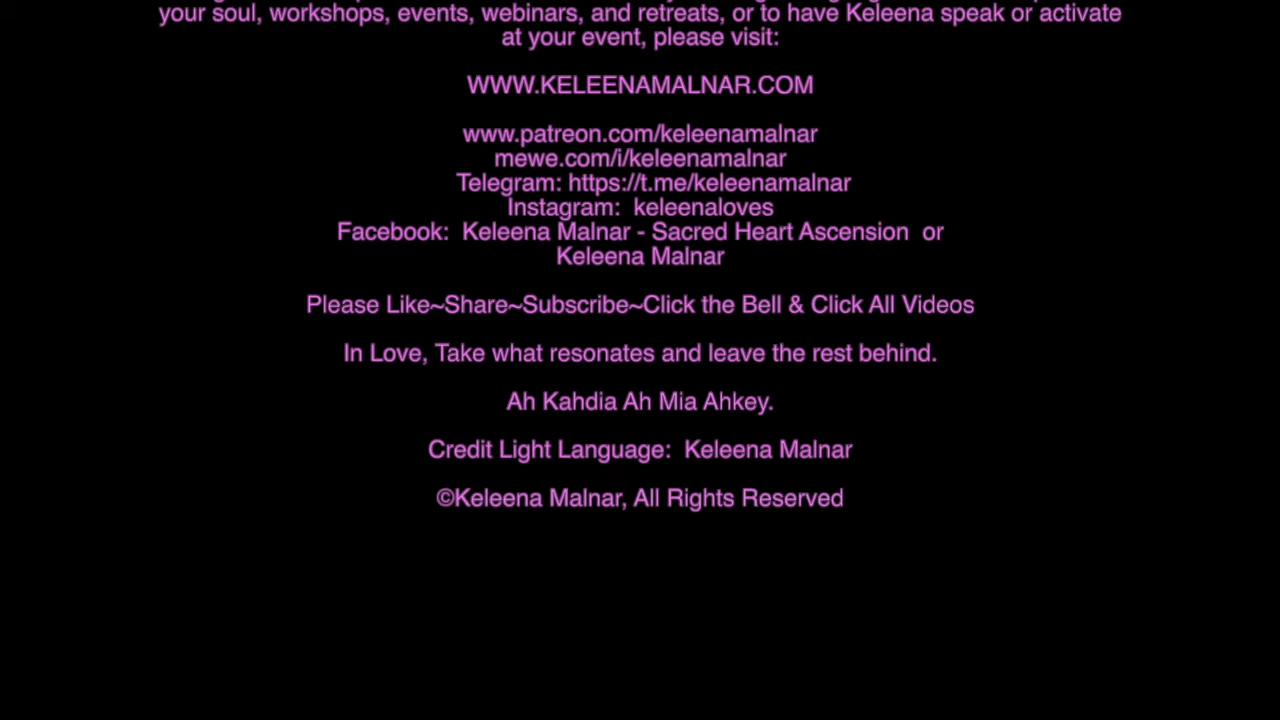 your soul, workshops, events, webinars, and retreats, or to have Keleena speak or activate
at your event, please visit:
WWW.KELEENAMALNAR.COM
www.patreon.com/keleenamalnar
mewe.com/i/keleenamalnar
Telegram: https://t.me/keleenamalnar
Instagram:  keleenaloves
Facebook:  Keleena Malnar - Sacred Heart Ascension  or
Keleena Malnar
Please Like~Share~Subscribe~Click the Bell & Click All Videos
In Love, Take what resonates and leave the rest behind.
Ah Kahdia Ah Mia Ahkey.
Credit Light Language:  Keleena Malnar
©Keleena Malnar, All Rights Reserved